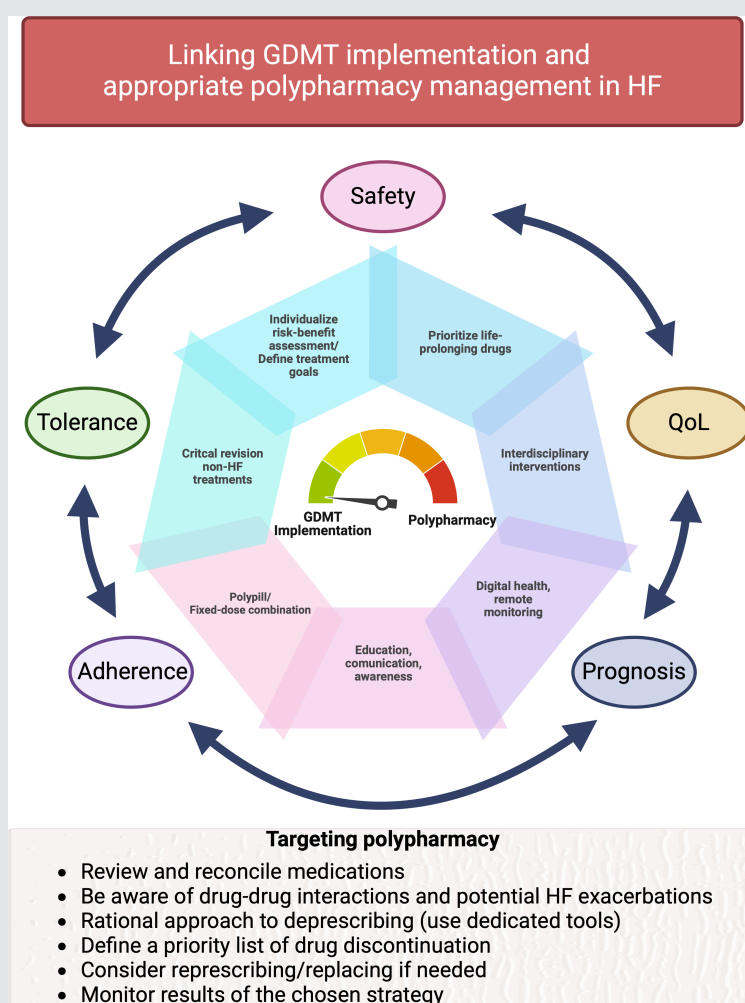 Linking GDMT implementation and
appropriate polypharmacy management in HF
Safety
Individualize
risk-benefit
assessment/
Define treatment
goals
Prioritize life-
prolonging drugs
Tolerance
QoL
Critcal revision
non-HF
treatments
Interdisciplinary
interventions
GDMT
Implementation
Polypharmacy
Polypill/
Fixed-dose combination
Digital health,
remote
monitoring
Education,
comunication,
awareness
Adherence
Prognosis
Targeting polypharmacy
• Review and reconcile medications
• Be aware of drug-drug interactions and potential HF exacerbations
• Rational approach to deprescribing (use dedicated tools)
• Define a priority list of drug discontinuation
• Consider represcribing/replacing if needed
• Monitor results of the chosen strategy